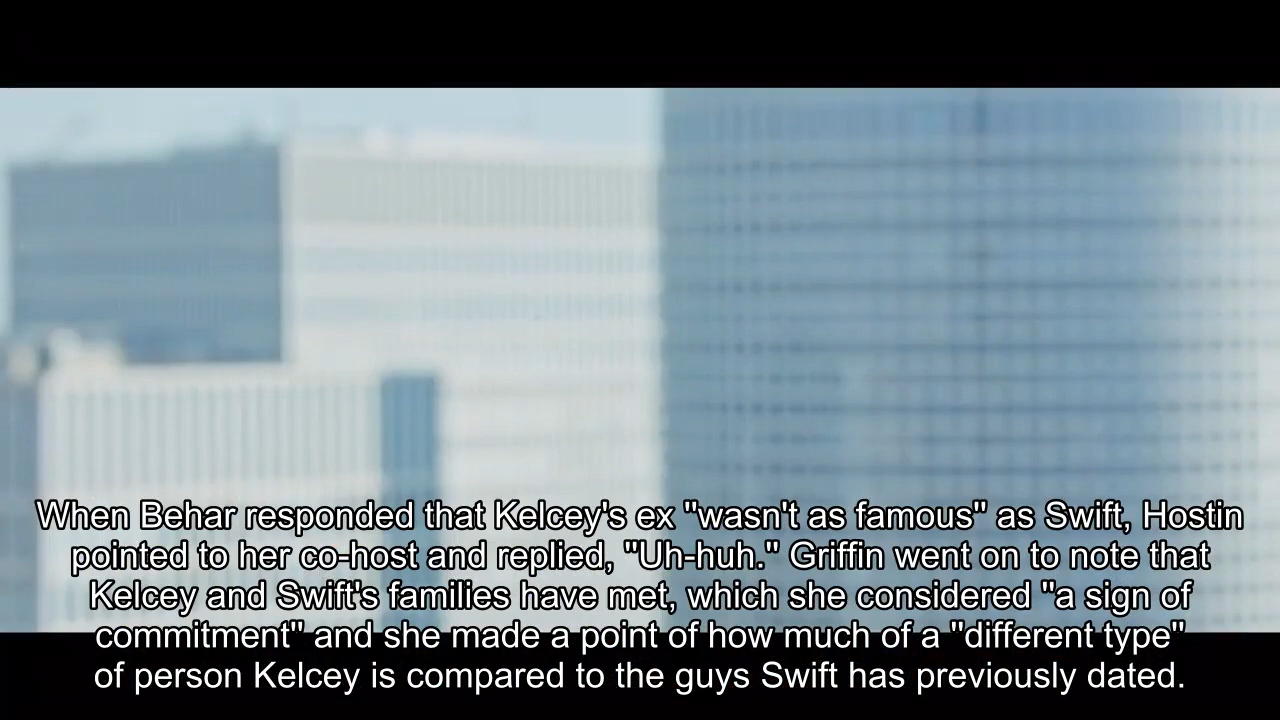 When Behar responded that Kelcey's ex "wasn't as famous" as Swift, Hostin
pointed to her co-host and replied, "Uh-huh." Griffin went on to note that
Kelcey and Swift's families have met, which she considered "a sign of
commitment" and she made a point of how much of a "different type"
of person Kelcey is compared to the guys Swift has previously dated.